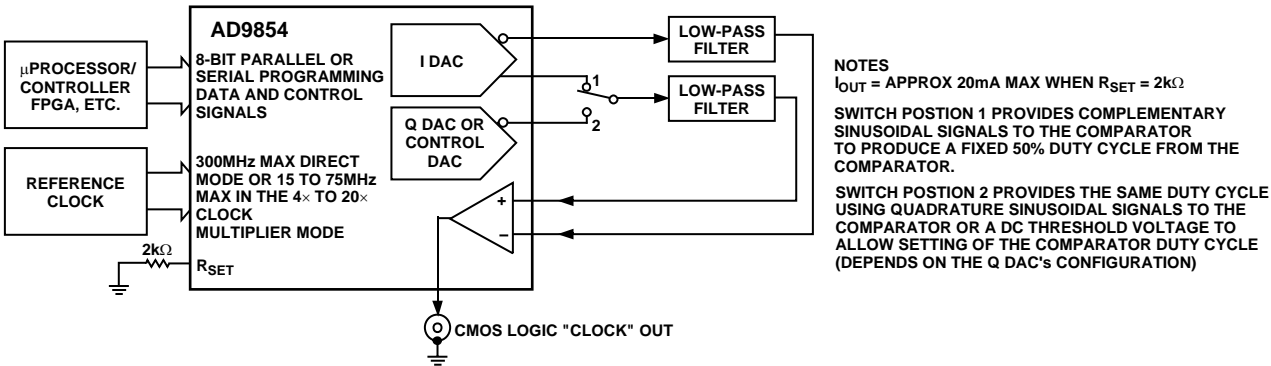 AD9854
µPROCESSOR/
CONTROLLER
FPGA, ETC.
8-BIT PARALLEL OR
SERIAL PROGRAMMING
DATA AND CONTROL
SIGNALS
REFERENCE
CLOCK
300MHz MAX DIRECT
MODE OR 15 TO 75MHz
MAX IN THE 4× TO 20×
CLOCK
MULTIPLIER MODE
2kΩ
RSET
I DAC
Q DAC OR
CONTROL
DAC
1
2
+
–
LOW-PASS
FILTER
LOW-PASS
FILTER
CMOS LOGIC "CLOCK" OUT
NOTES
IOUT = APPROX 20mA MAX WHEN RSET = 2kΩ
SWITCH POSTION 1 PROVIDES COMPLEMENTARY
SINUSOIDAL SIGNALS TO THE COMPARATOR
TO PRODUCE A FIXED 50% DUTY CYCLE FROM THE
COMPARATOR.
SWITCH POSTION 2 PROVIDES THE SAME DUTY CYCLE
USING QUADRATURE SINUSOIDAL SIGNALS TO THE
COMPARATOR OR A DC THRESHOLD VOLTAGE TO
ALLOW SETTING OF THE COMPARATOR DUTY CYCLE
(DEPENDS ON THE Q DAC's CONFIGURATION)